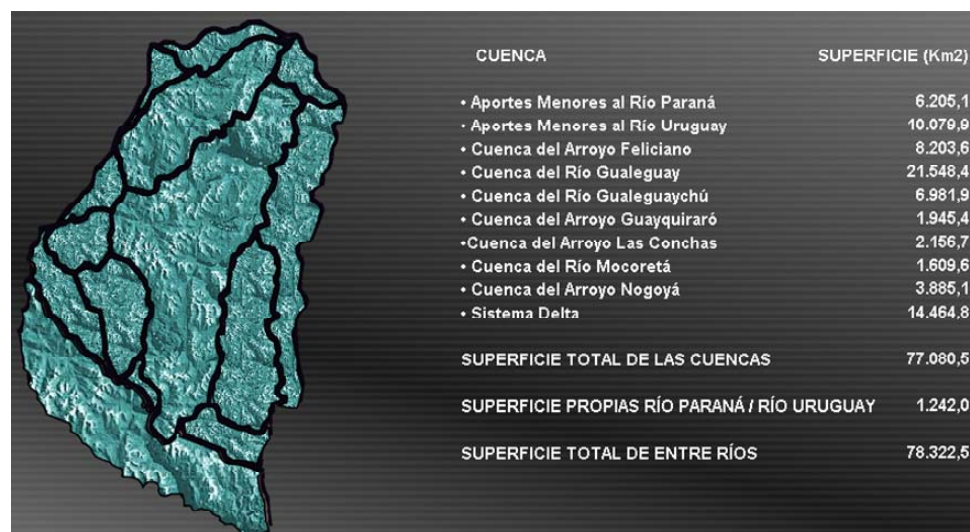 CUENCA SUPERFICIE (Km2)
• Aportes Menores al Río Paraná 6.205,1
• Aportes Menores al Río Uruguay 10.079,9
• Cuenca del Arroyo Feliciano 8.203,6
• Cuenca del Río Gualeguay 21.548,4
• Cuenca del Río Gualeguaychú 6.981,9
• Cuenca del Arroyo Guayquiraró 1.945,4
•Cuenca del Arroyo Las Conchas 2.156,7
• Cuenca del Río Mocoretá 1.609,6
• Cuenca del Arroyo Nogoyá 3.885,1
• Sistema Delta 14.464,8
SUPERFICIE TOTAL DE LAS CUENCAS 77.080,5
SUPERFICIE PROPIAS RÍO PARANÁ / RÍO URUGUAY 1.242,0
SUPERFICIE TOTAL DE ENTRE RÍOS 78.322,5